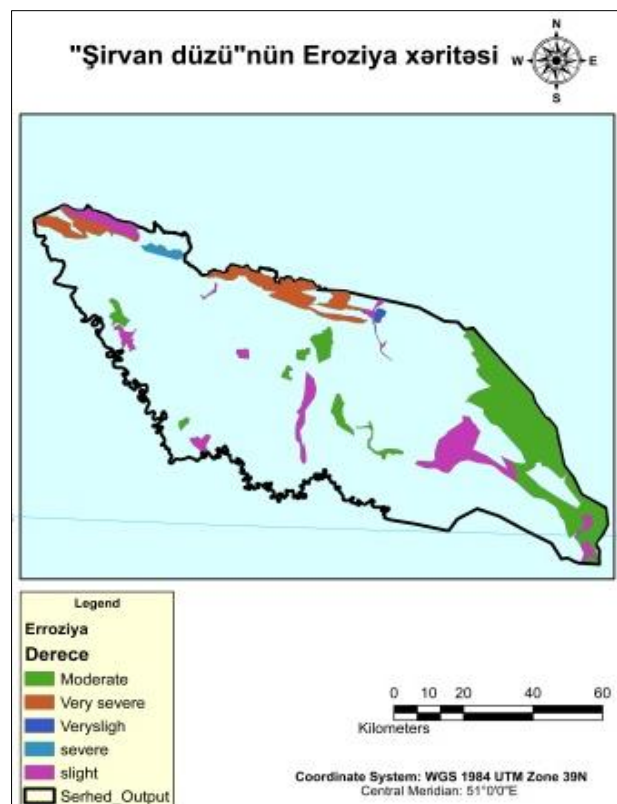 "Şirvan düzü"nün Eroziya xəritəsi
N
W E
S
Legend
Erroziya
Derece
Moderate
Very severe
Verysligh
severe
slight
Serhed_Output
0 10 20 40 60
Kilometers
Coordinate System: WGS 1984 UTM Zone 39N
Central Meridian: 51°0'0"E